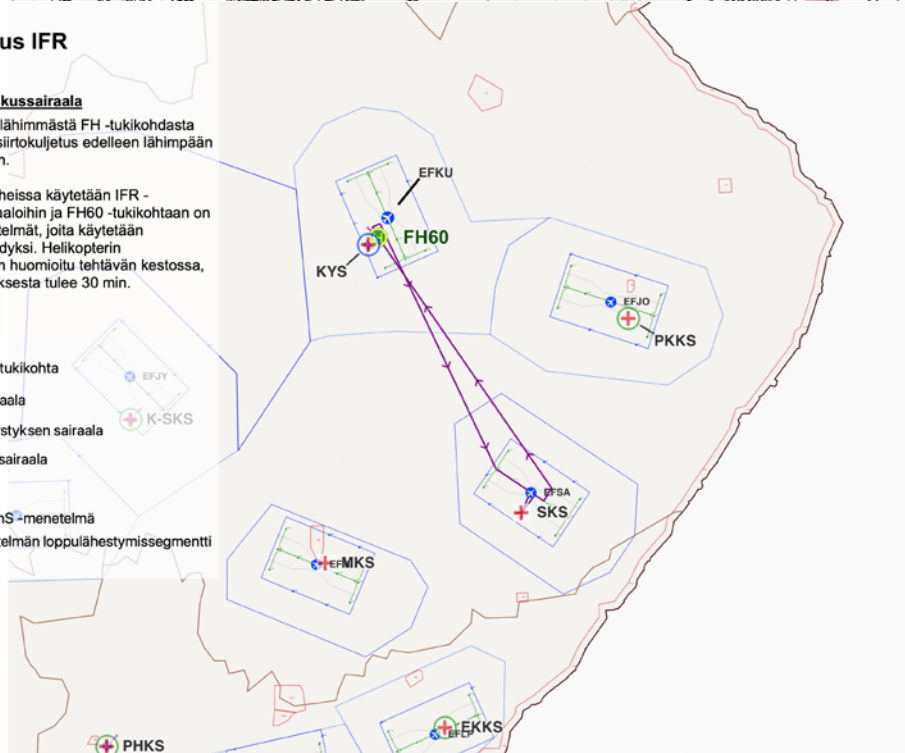 us IFR
kussairaala
lähimmästä FH -tukikohdasta
siirtokuljetus edelleen lähimpään
n.
heissa käytetään IFR -
aaloihin ja FH60 -tukikohtaan on
telmät, joita käytetään
dyksi. Helikopterin
n huomioitu tehtävän kestossa,
ksesta tulee 30 min.
tukikohta
aala
styksen sairaala
sairaala
nS -menetelmä
telmän loppulähestymissegmentti
EFKU
FH60
KYS
EFJO
PKKS
EFJY
K-SKS
EFSA
SKS
MKS
EKKS
PHKS